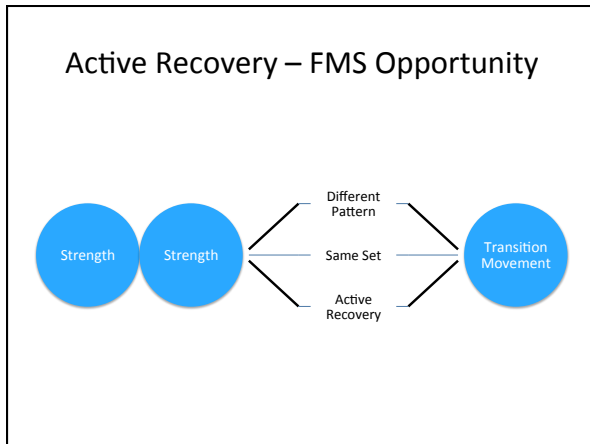 Active Recovery – FMS Opportunity
Strength
Strength
Different
Pattern
Same Set
Active
Recovery
Transition
Movement